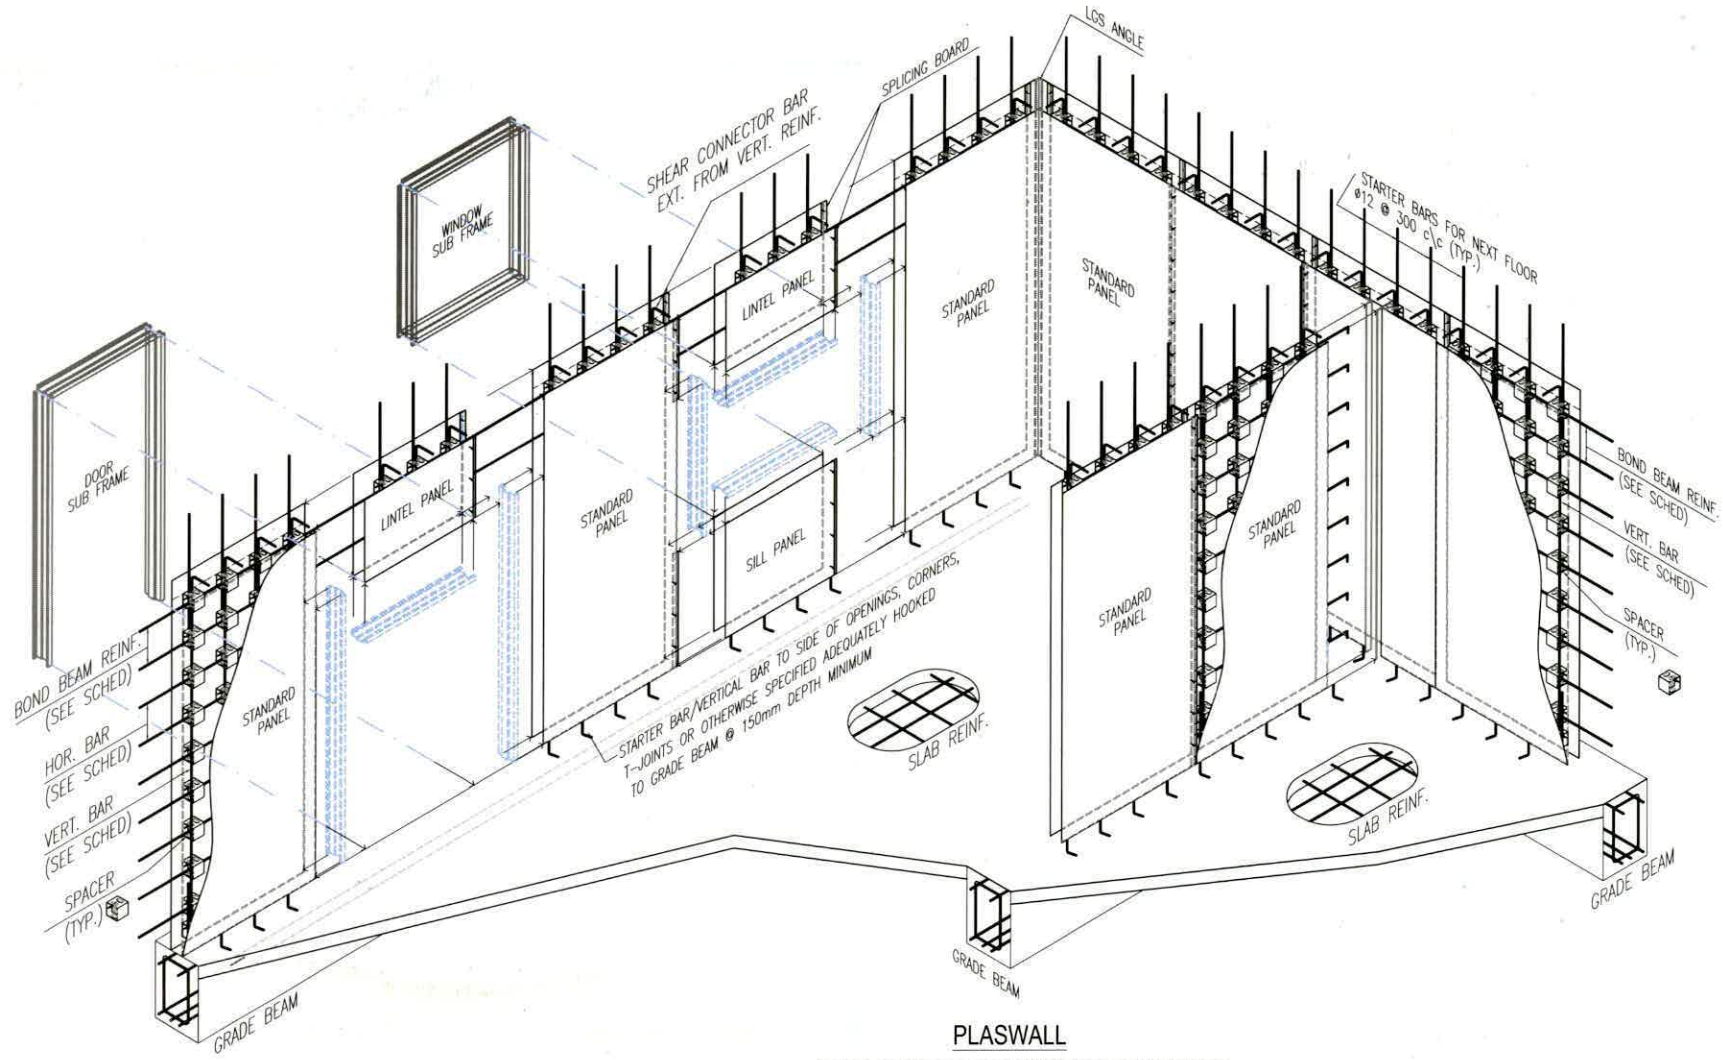 LGS ANGLE
SPLICING BOARD
SHEAR CONNECTOR BAR
EXT. FROM VERT. REINF.
WINDOW
SUB FRAME
STARTER BARS FOR NEXT FLOOR
ø12 @ 300 c\c (TYP.)
LINTEL PANEL
STANDARD
PANEL
STANDARD
PANEL
DOOR
SUB FRAME
LINTEL PANEL
STANDARD
PANEL
SILL PANEL
STANDARD
PANEL
STANDARD
PANEL
BOND BEAM REINF.
(SEE SCHED)
VERT. BAR
(SEE SCHED)
SPACER
(TYP.)
BOND BEAM REINF.
(SEE SCHED)
HOR. BAR
(SEE SCHED)
VERT. BAR
(SEE SCHED)
SPACER
(TYP.)
STANDARD
PANEL
STARTER BAR/VERTICAL BAR TO SIDE OF OPENINGS, CORNERS,
T-JOINTS OR OTHERWISE SPECIFIED ADEQUATELY HOOKED
TO GRADE BEAM @ 150mm DEPTH MINIMUM
SLAB REINF.
SLAB REINF.
GRADE BEAM
GRADE BEAM
GRADE BEAM
PLASWALL